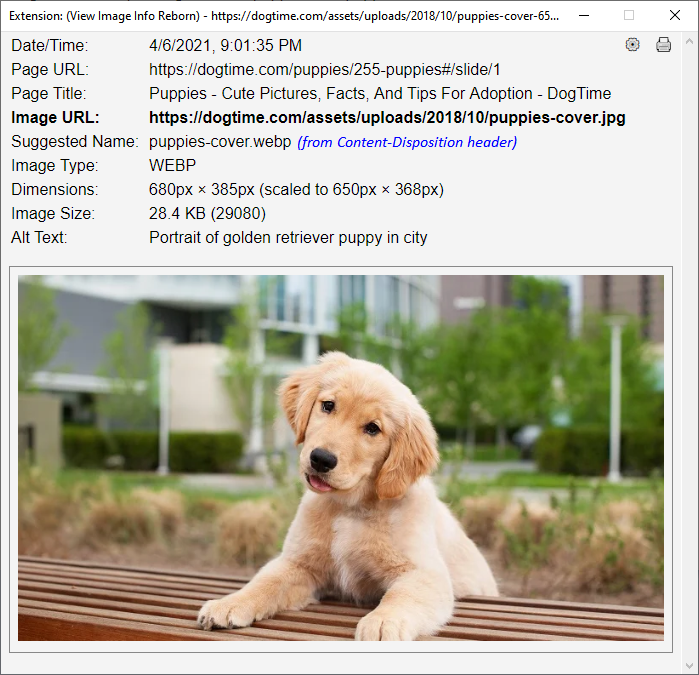 Extension: (View Image Info Reborn) - https://dogtime.com/assets/uploads/2018/10/puppies-cover-65...
Date/Time: 4/6/2021, 9:01:35 PM
Page URL: https://dogtime.com/puppies/255-puppies#/slide/1
Page Title: Puppies - Cute Pictures, Facts, And Tips For Adoption - DogTime
Image URL: https://dogtime.com/assets/uploads/2018/10/puppies-cover.jpg
Suggested Name: puppies-cover.webp (from Content-Disposition header)
Image Type: WEBP
Dimensions: 680px × 385px (scaled to 650px × 368px)
Image Size: 28.4 KB (29080)
Alt Text: Portrait of golden retriever puppy in city